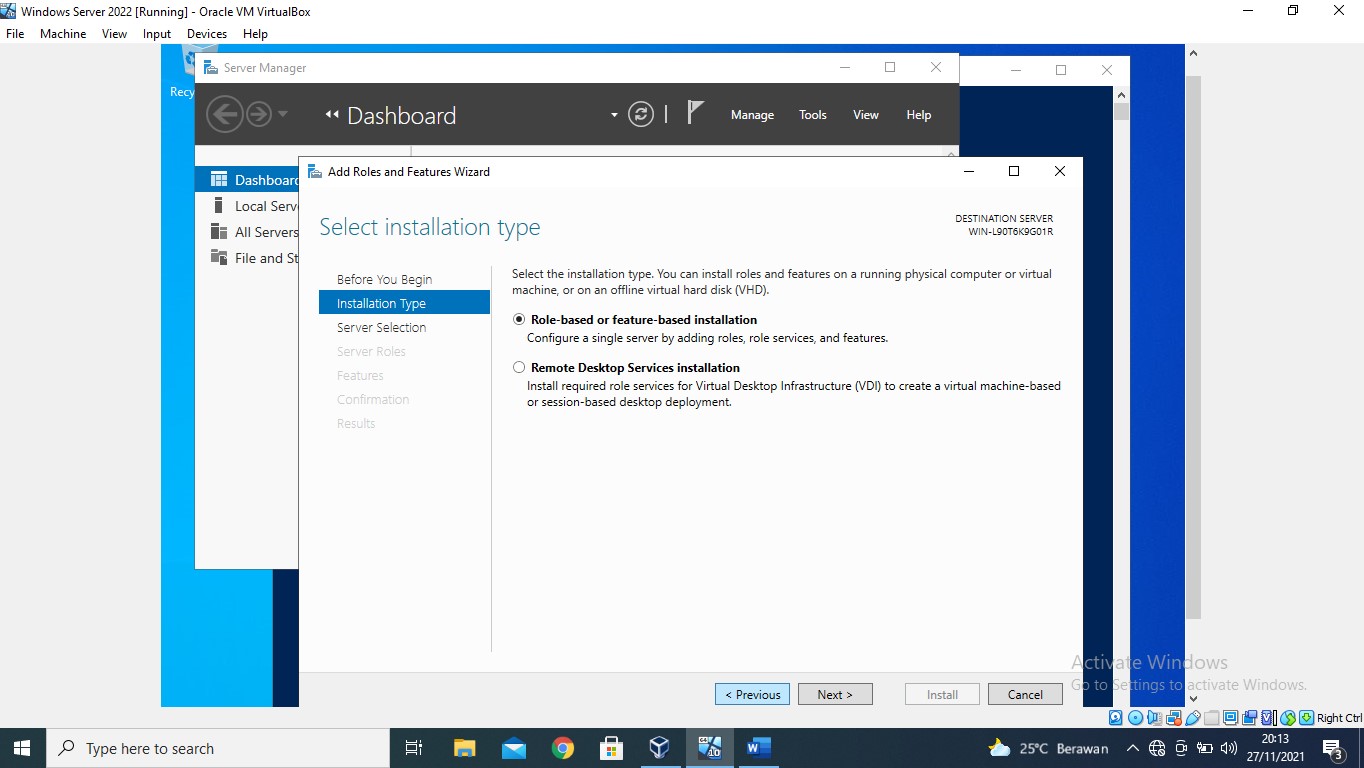 Windows Server 2022 [Running] - Oracle VM VirtualBox
File Machine View Input Devices Help
Recy
Server Manager
Dashboard
Manage Tools View Help
Dashboard
Local Serv
All Servers
File and St
Add Roles and Features Wizard
Select installation type
DESTINATION SERVER
WIN-L90T6K9G01R
Before You Begin
Installation Type
Server Selection
Server Roles
Features
Confirmation
Results
Select the installation type. You can install roles and features on a running physical computer or virtual
machine, or on an offline virtual hard disk (VHD).
Role-based or feature-based installation
Configure a single server by adding roles, role services, and features.
Remote Desktop Services installation
Install required role services for Virtual Desktop Infrastructure (VDI) to create a virtual machine-based
or session-based desktop deployment.
< Previous Next > Install Cancel
Activate Windows
Go to Settings to activate Windows.
Right Ctrl
Type here to search
25°C Berawan
20:13
27/11/2021
3